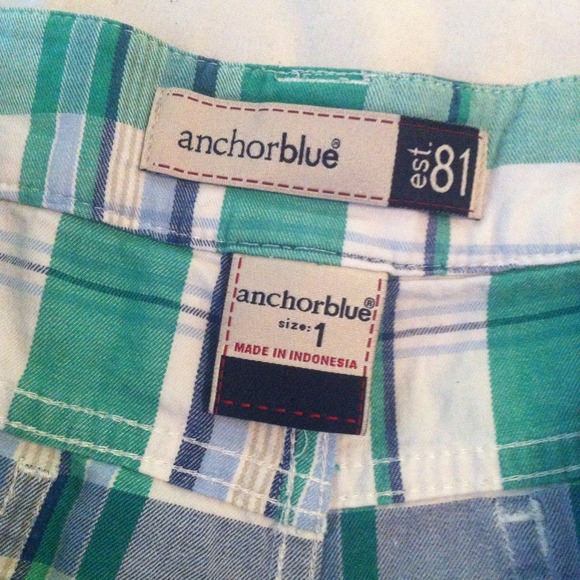 anchorblue®
est.81
anchorblue®
size: 1
MADE IN INDONESIA